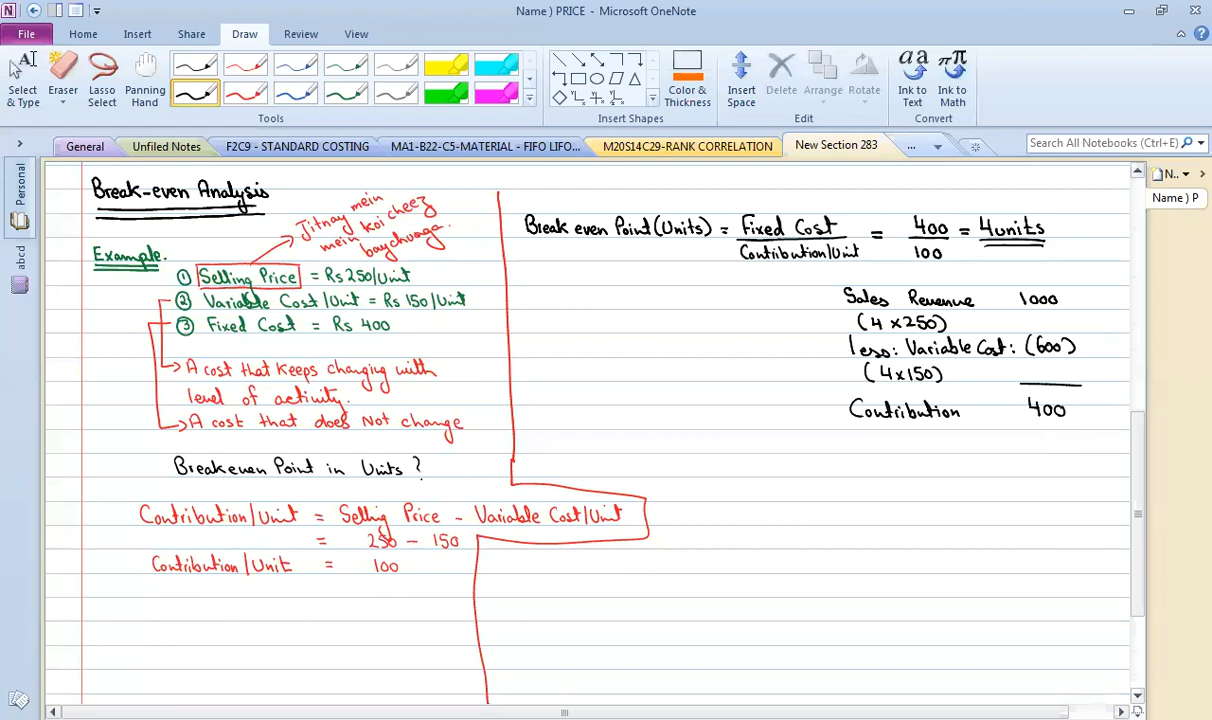 Name ) PRICE - Microsoft OneNote
File Home Insert Share Draw Review View
Select & Type
Eraser
Lasso Select
Panning Hand
Color & Thickness
Insert Space
Delete
Arrange
Rotate
Ink to Text
Ink to Math
Tools
Insert Shapes
Edit
Convert
General
Unfiled Notes
F2C9 - STANDARD COSTING
MA1-B22-C5-MATERIAL - FIFO LIFO...
M20S14C29-RANK CORRELATION
New Section 283
...
Search All Notebooks (Ctrl+E)
N..
Name ) P
Personal
abcd
Break-even Analysis
Jitnay mein
mein koi cheez
baychunga.
Example.
① Selling Price = Rs 250/Unit
② Variable Cost/Unit = Rs 150/Unit
③ Fixed Cost = Rs 400
A cost that keeps changing with
level of activity.
A cost that does Not change
Breakeven Point in Units ?
Contribution/Unit = Selling Price - Variable Cost/Unit
= 250 - 150
Contribution/Unit = 100
Break even Point (Units) = Fixed Cost = 400 = 4units
Contribution/Unit 100
Sales Revenue 1000
(4 x 250)
less: Variable Cost: (600)
(4x150)
Contribution 400